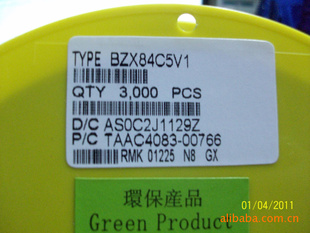 TYPE BZX84C5V1
QTY 3,000 PCS
D/C AS0C2J1129Z
P/C TAAC4083-00766
RMK 01225 N8 GX
環保産品
Green Product
01/04/2011
alibaba.com.cn